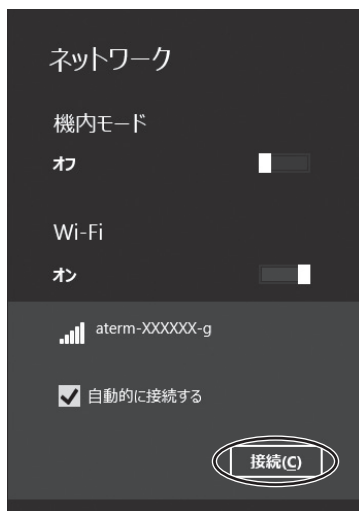 ネットワーク
機内モード
オフ
Wi-Fi
オン
aterm-XXXXXX-g
自動的に接続する
接続(C)